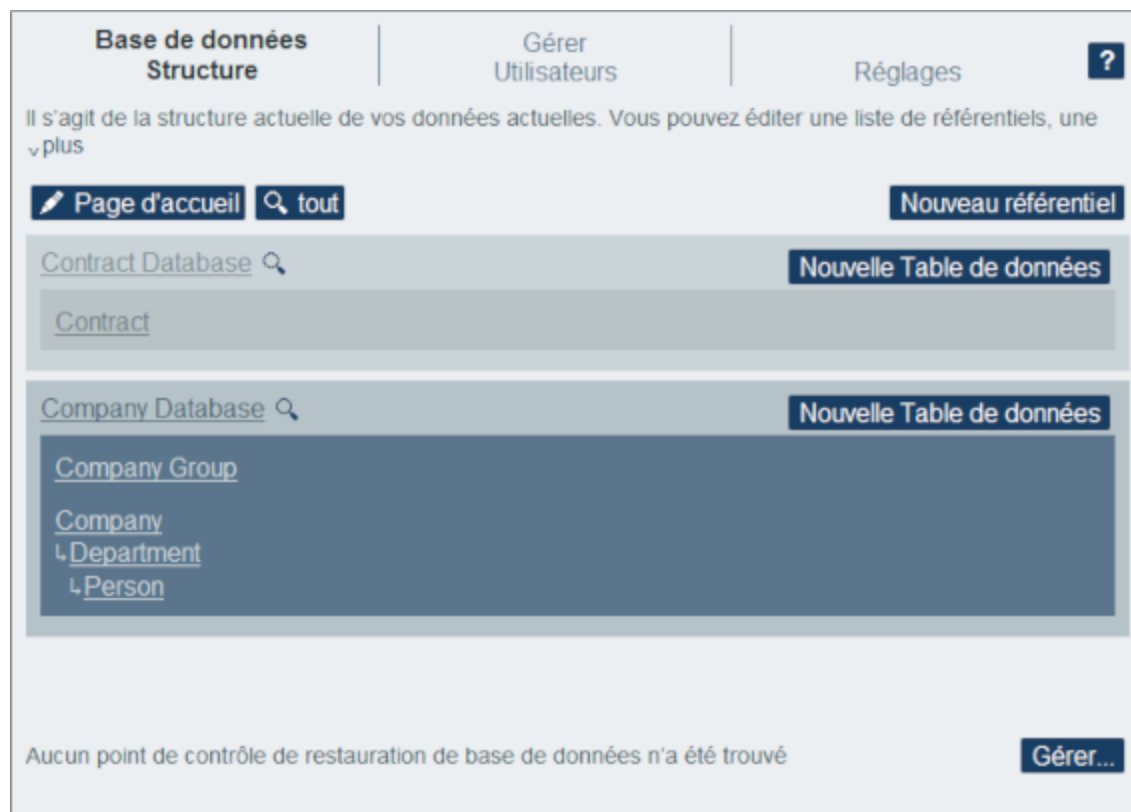 Base de données
Structure
Gérer
Utilisateurs
Réglages
?
Il s'agit de la structure actuelle de vos données actuelles. Vous pouvez éditer une liste de référentiels, une
plus
Page d'accueil tout Nouveau référentiel
Contract Database Nouvelle Table de données
Contract
Company Database Nouvelle Table de données
Company Group
Company
Department
Person
Aucun point de contrôle de restauration de base de données n'a été trouvé Gérer...